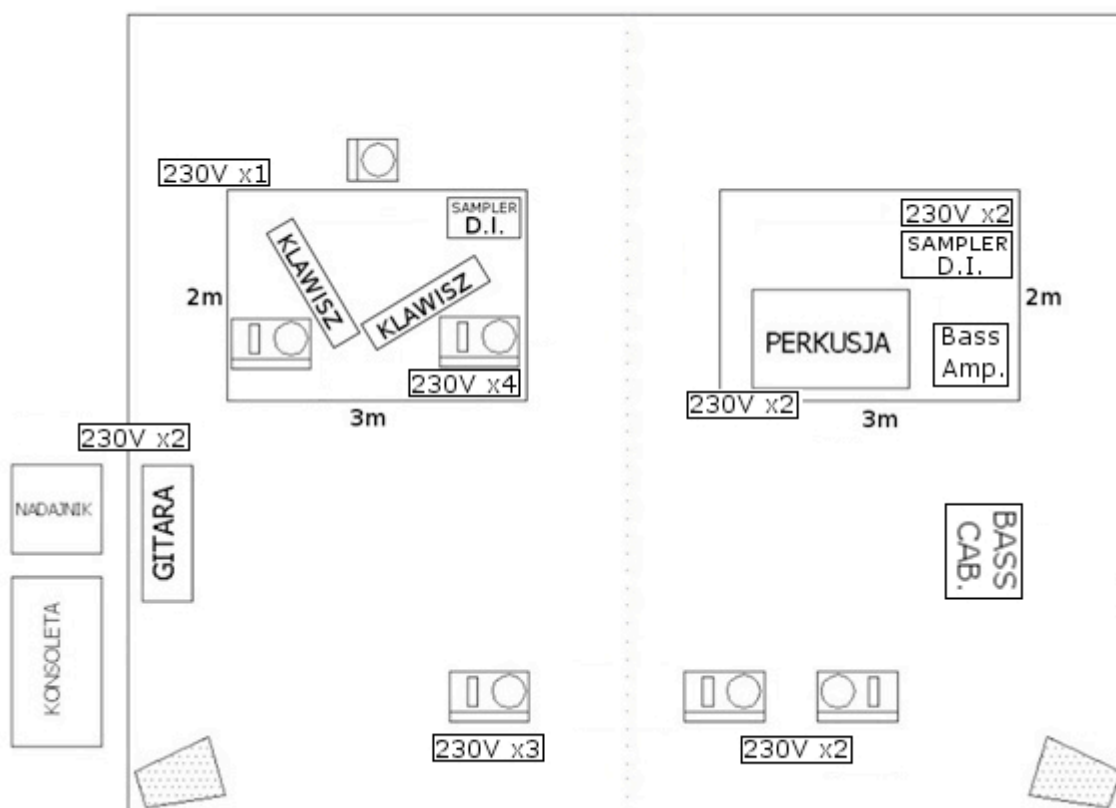 230V x1
SAMPLER
D.I.
KLAWISZ
KLAWISZ
2m
230V x4
3m
230V x2
SAMPLER
D.I.
2m
PERKUSJA
Bass
Amp.
230V x2
3m
230V x2
NADAJNIK
GITARA
BASS
CAB.
KONSOLETA
230V x3
230V x2